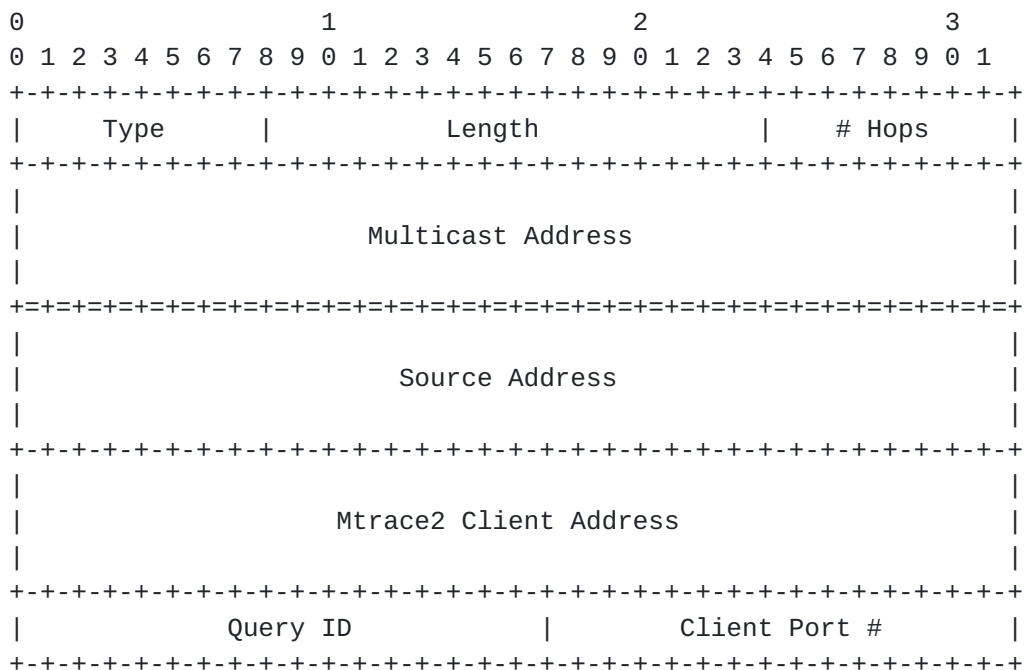 0                   1                   2                   3
0 1 2 3 4 5 6 7 8 9 0 1 2 3 4 5 6 7 8 9 0 1 2 3 4 5 6 7 8 9 0 1
+-+-+-+-+-+-+-+-+-+-+-+-+-+-+-+-+-+-+-+-+-+-+-+-+-+-+-+-+-+-+-+-+
|     Type      |           Length              |    # Hops     |
+-+-+-+-+-+-+-+-+-+-+-+-+-+-+-+-+-+-+-+-+-+-+-+-+-+-+-+-+-+-+-+-+
|                                                               |
|                      Multicast Address                        |
|                                                               |
+=+=+=+=+=+=+=+=+=+=+=+=+=+=+=+=+=+=+=+=+=+=+=+=+=+=+=+=+=+=+=+=+
|                                                               |
|                        Source Address                         |
|                                                               |
+-+-+-+-+-+-+-+-+-+-+-+-+-+-+-+-+-+-+-+-+-+-+-+-+-+-+-+-+-+-+-+-+
|                                                               |
|                    Mtrace2 Client Address                     |
|                                                               |
+-+-+-+-+-+-+-+-+-+-+-+-+-+-+-+-+-+-+-+-+-+-+-+-+-+-+-+-+-+-+-+-+
|             Query ID            |        Client Port #        |
+-+-+-+-+-+-+-+-+-+-+-+-+-+-+-+-+-+-+-+-+-+-+-+-+-+-+-+-+-+-+-+-+